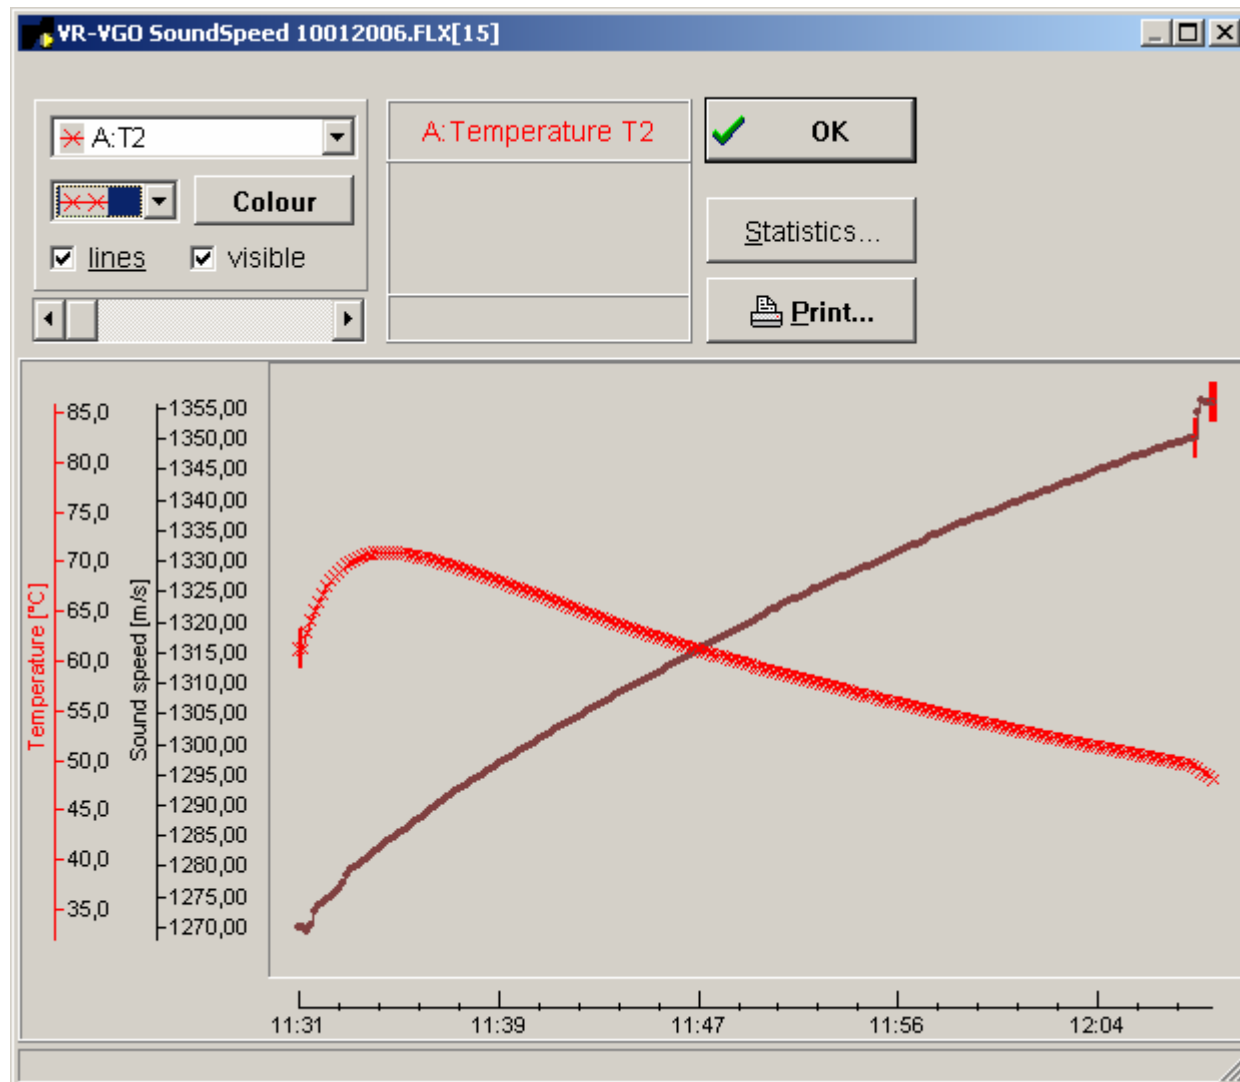 VR-VGO SoundSpeed 10012006.FLX[15]
A:T2
A:Temperature T2
OK
Colour
Statistics...
lines
visible
Print...
Temperature [°C]
85,0
80,0
75,0
70,0
65,0
60,0
55,0
50,0
45,0
40,0
35,0
Sound speed [m/s]
1355,00
1350,00
1345,00
1340,00
1335,00
1330,00
1325,00
1320,00
1315,00
1310,00
1305,00
1300,00
1295,00
1290,00
1285,00
1280,00
1275,00
1270,00
11:31 11:39 11:47 11:56 12:04